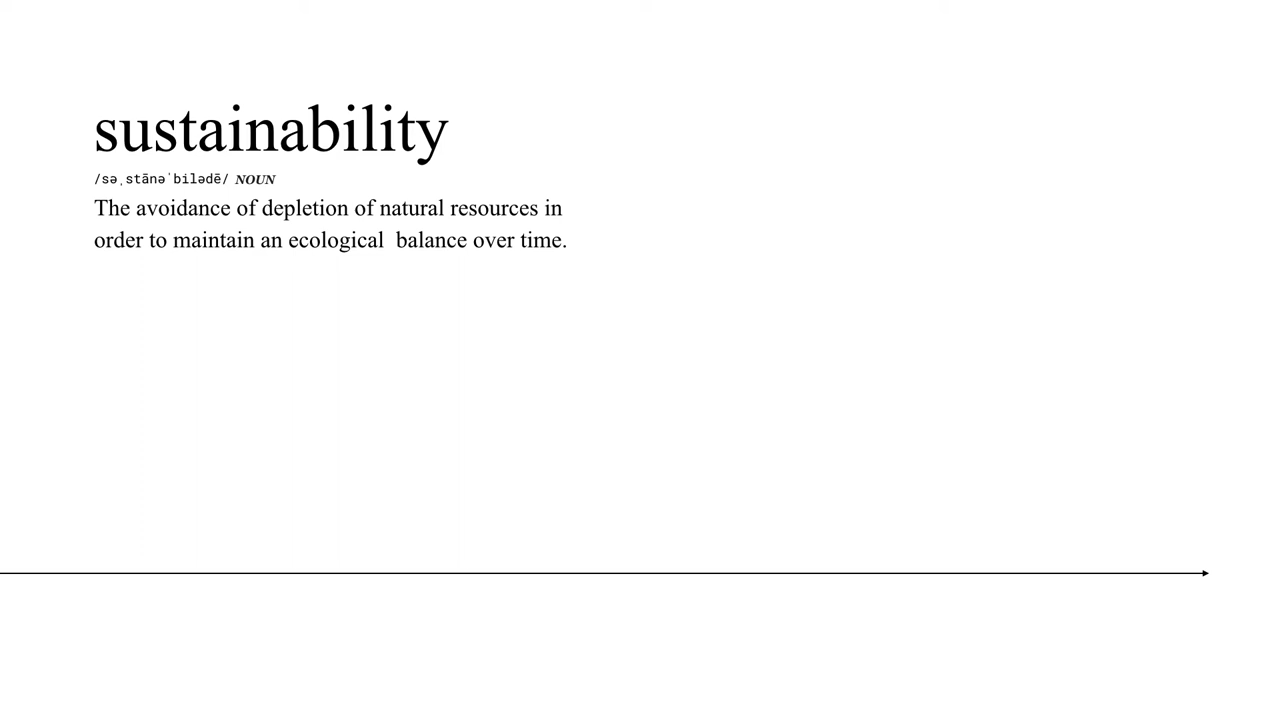 sustainability
/səˌstānəˈbilədē/ NOUN
The avoidance of depletion of natural resources in
order to maintain an ecological  balance over time.